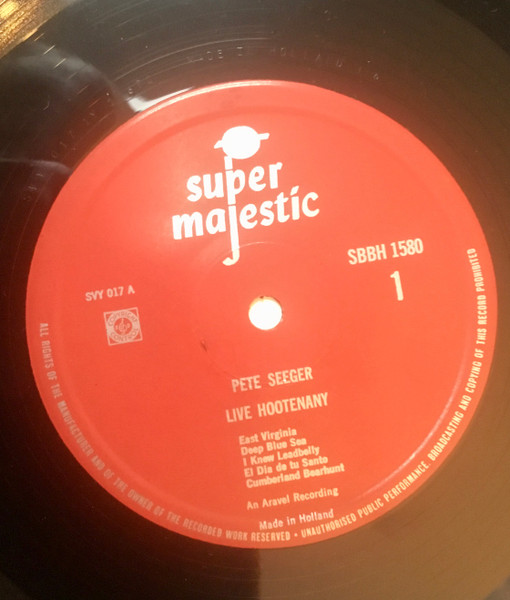 super
majestic
SBBH 1580
1
SVY 017 A
PETE SEEGER
LIVE HOOTENANY
East Virginia
Deep Blue Sea
I Knew Leadbelly
El Dia de tu Santo
Cumberland Bearhunt
An Aravel Recording
Made in Holland
ALL RIGHTS OF THE MANUFACTURER AND OF THE OWNER OF THE RECORDED WORK RESERVED • UNAUTHORISED PUBLIC PERFORMANCE, BROADCASTING AND COPYING OF THIS RECORD PROHIBITED